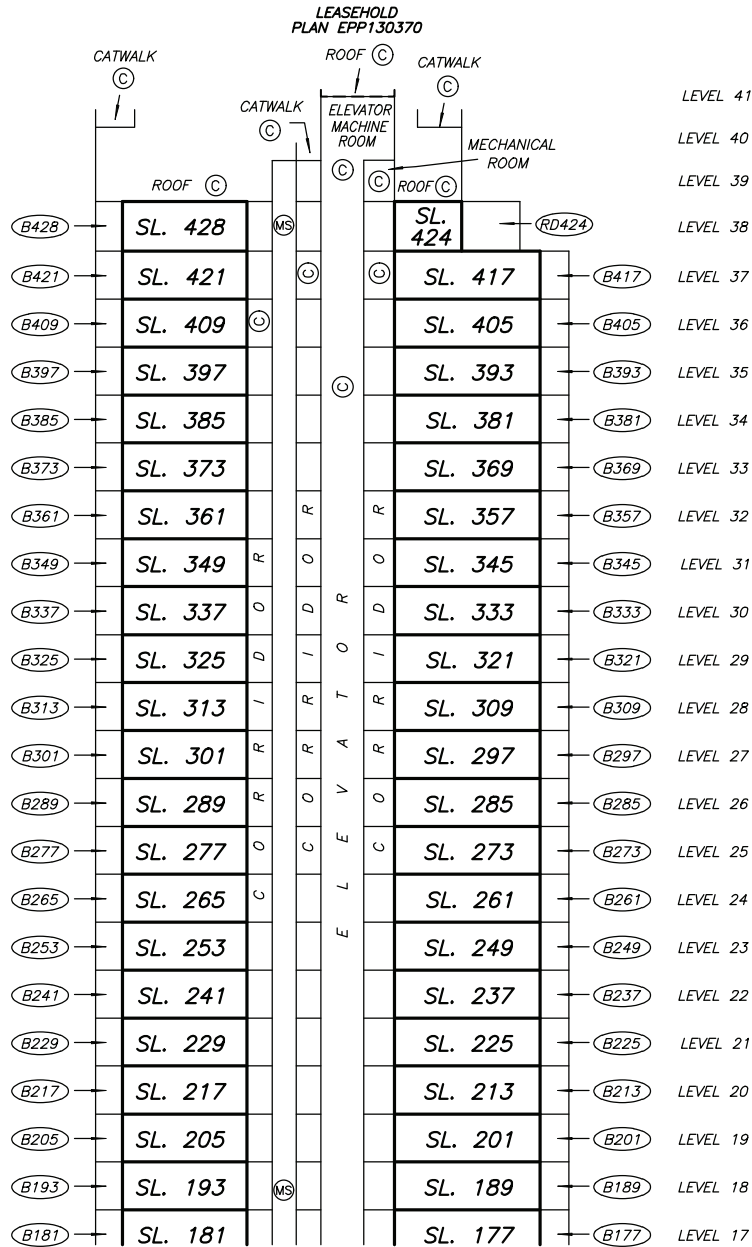 LEASEHOLD
PLAN EPP130370
CATWALK
C
ROOF C
CATWALK
C
LEVEL 41
CATWALK
C
ELEVATOR
MACHINE
ROOM
C
LEVEL 40
MECHANICAL
ROOM
C
ROOF C
ROOF C
LEVEL 39
B428 SL. 428 MS SL. 424 RD424 LEVEL 38
B421 SL. 421 C C SL. 417 B417 LEVEL 37
B409 SL. 409 C SL. 405 B405 LEVEL 36
B397 SL. 397 C SL. 393 B393 LEVEL 35
B385 SL. 385 SL. 381 B381 LEVEL 34
B373 SL. 373 SL. 369 B369 LEVEL 33
B361 SL. 361 SL. 357 B357 LEVEL 32
B349 SL. 349 SL. 345 B345 LEVEL 31
B337 SL. 337 SL. 333 B333 LEVEL 30
B325 SL. 325 SL. 321 B321 LEVEL 29
B313 SL. 313 SL. 309 B309 LEVEL 28
B301 SL. 301 SL. 297 B297 LEVEL 27
B289 SL. 289 SL. 285 B285 LEVEL 26
B277 SL. 277 SL. 273 B273 LEVEL 25
B265 SL. 265 SL. 261 B261 LEVEL 24
B253 SL. 253 SL. 249 B249 LEVEL 23
B241 SL. 241 SL. 237 B237 LEVEL 22
B229 SL. 229 SL. 225 B225 LEVEL 21
B217 SL. 217 SL. 213 B213 LEVEL 20
B205 SL. 205 SL. 201 B201 LEVEL 19
B193 SL. 193 MS SL. 189 B189 LEVEL 18
B181 SL. 181 SL. 177 B177 LEVEL 17
CORRIDOR
CORRIDOR
ELEVATOR
CORRIDOR